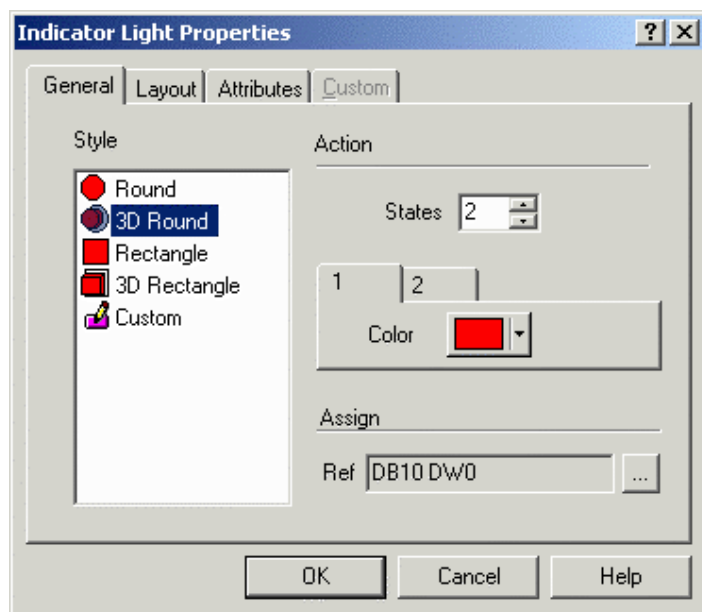 Indicator Light Properties
General Layout Attributes Custom
Style
Round
3D Round
Rectangle
3D Rectangle
Custom
Action
States 2
1 2
Color
Assign
Ref DB10 DW0 ...
OK Cancel Help